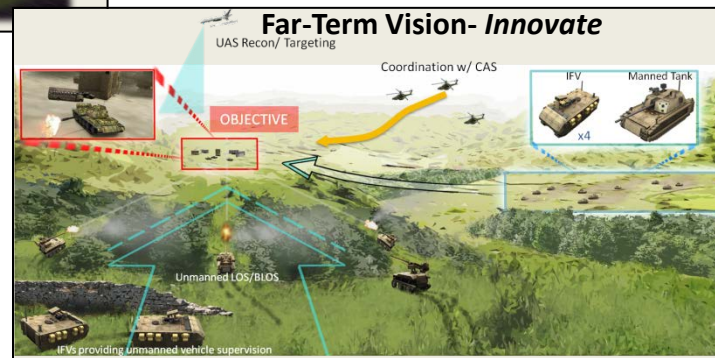 Far-Term Vision- Innovate
UAS Recon/ Targeting
Coordination w/ CAS
IFV
Manned Tank
OBJECTIVE
x4
Unmanned LOS/BLOS
IFVs providing unmanned vehicle supervision